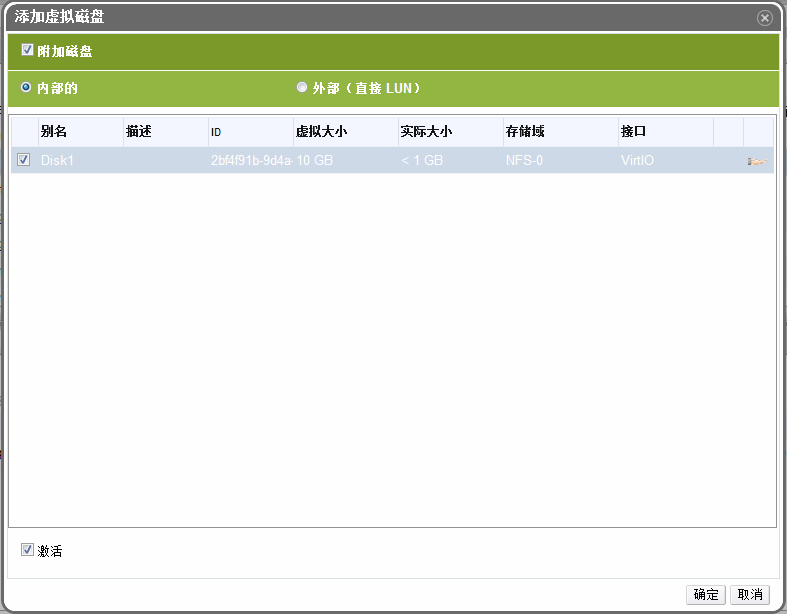 添加虚拟磁盘
附加磁盘
内部的 外部（直接 LUN）
别名 描述 ID 虚拟大小 实际大小 存储域 接口
Disk1 2bf4f91b-9d4a- 10 GB < 1 GB NFS-0 VirtIO
激活
确定 取消